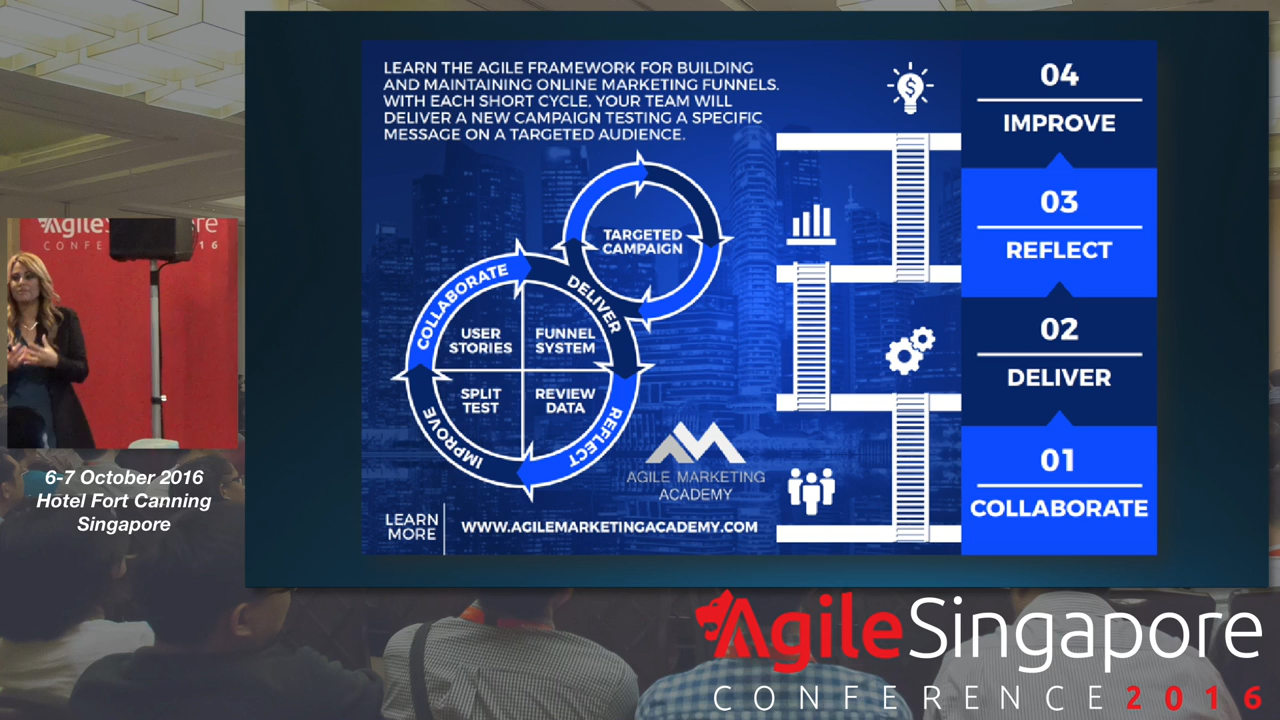 LEARN THE AGILE FRAMEWORK FOR BUILDING
AND MAINTAINING ONLINE MARKETING FUNNELS.
WITH EACH SHORT CYCLE, YOUR TEAM WILL
DELIVER A NEW CAMPAIGN TESTING A SPECIFIC
MESSAGE ON A TARGETED AUDIENCE.
TARGETED
CAMPAIGN
COLLABORATE
DELIVER
REFLECT
IMPROVE
USER
STORIES
FUNNEL
SYSTEM
SPLIT
TEST
REVIEW
DATA
AGILE MARKETING
ACADEMY
LEARN
MORE
WWW.AGILEMARKETINGACADEMY.COM
$
04
IMPROVE
03
REFLECT
02
DELIVER
01
COLLABORATE
6-7 October 2016
Hotel Fort Canning
Singapore
AgileSingapore
CONFERENCE 2016